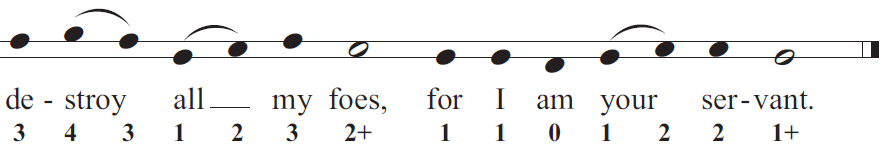 de - stroy all my foes, for I am your ser - vant.
3 4 3 1 2 3 2+ 1 1 0 1 2 2 1+